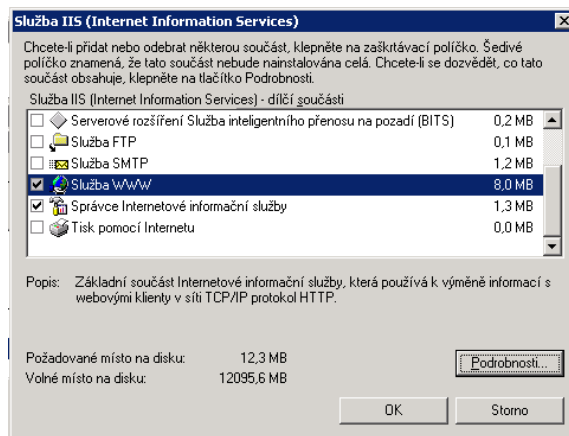 Služba IIS (Internet Information Services)
Chcete-li přidat nebo odebrat některou součást, klepněte na zaškrtávací políčko. Šedivé
políčko znamená, že tato součást nebude nainstalována celá. Chcete-li se dozvědět, co tato
součást obsahuje, klepněte na tlačítko Podrobnosti.
Služba IIS (Internet Information Services) - dílčí součásti
Serverové rozšíření Služba inteligentního přenosu na pozadí (BITS) 0,2 MB
Služba FTP 0,1 MB
Služba SMTP 1,2 MB
Služba WWW 8,0 MB
Správce Internetové informační služby 1,3 MB
Tisk pomocí Internetu 0,0 MB
Popis: Základní součást Internetové informační služby, která používá k výměně informací s
webovými klienty v síti TCP/IP protokol HTTP.
Požadované místo na disku: 12,3 MB
Volné místo na disku: 12095,6 MB
Podrobnosti...
OK Storno